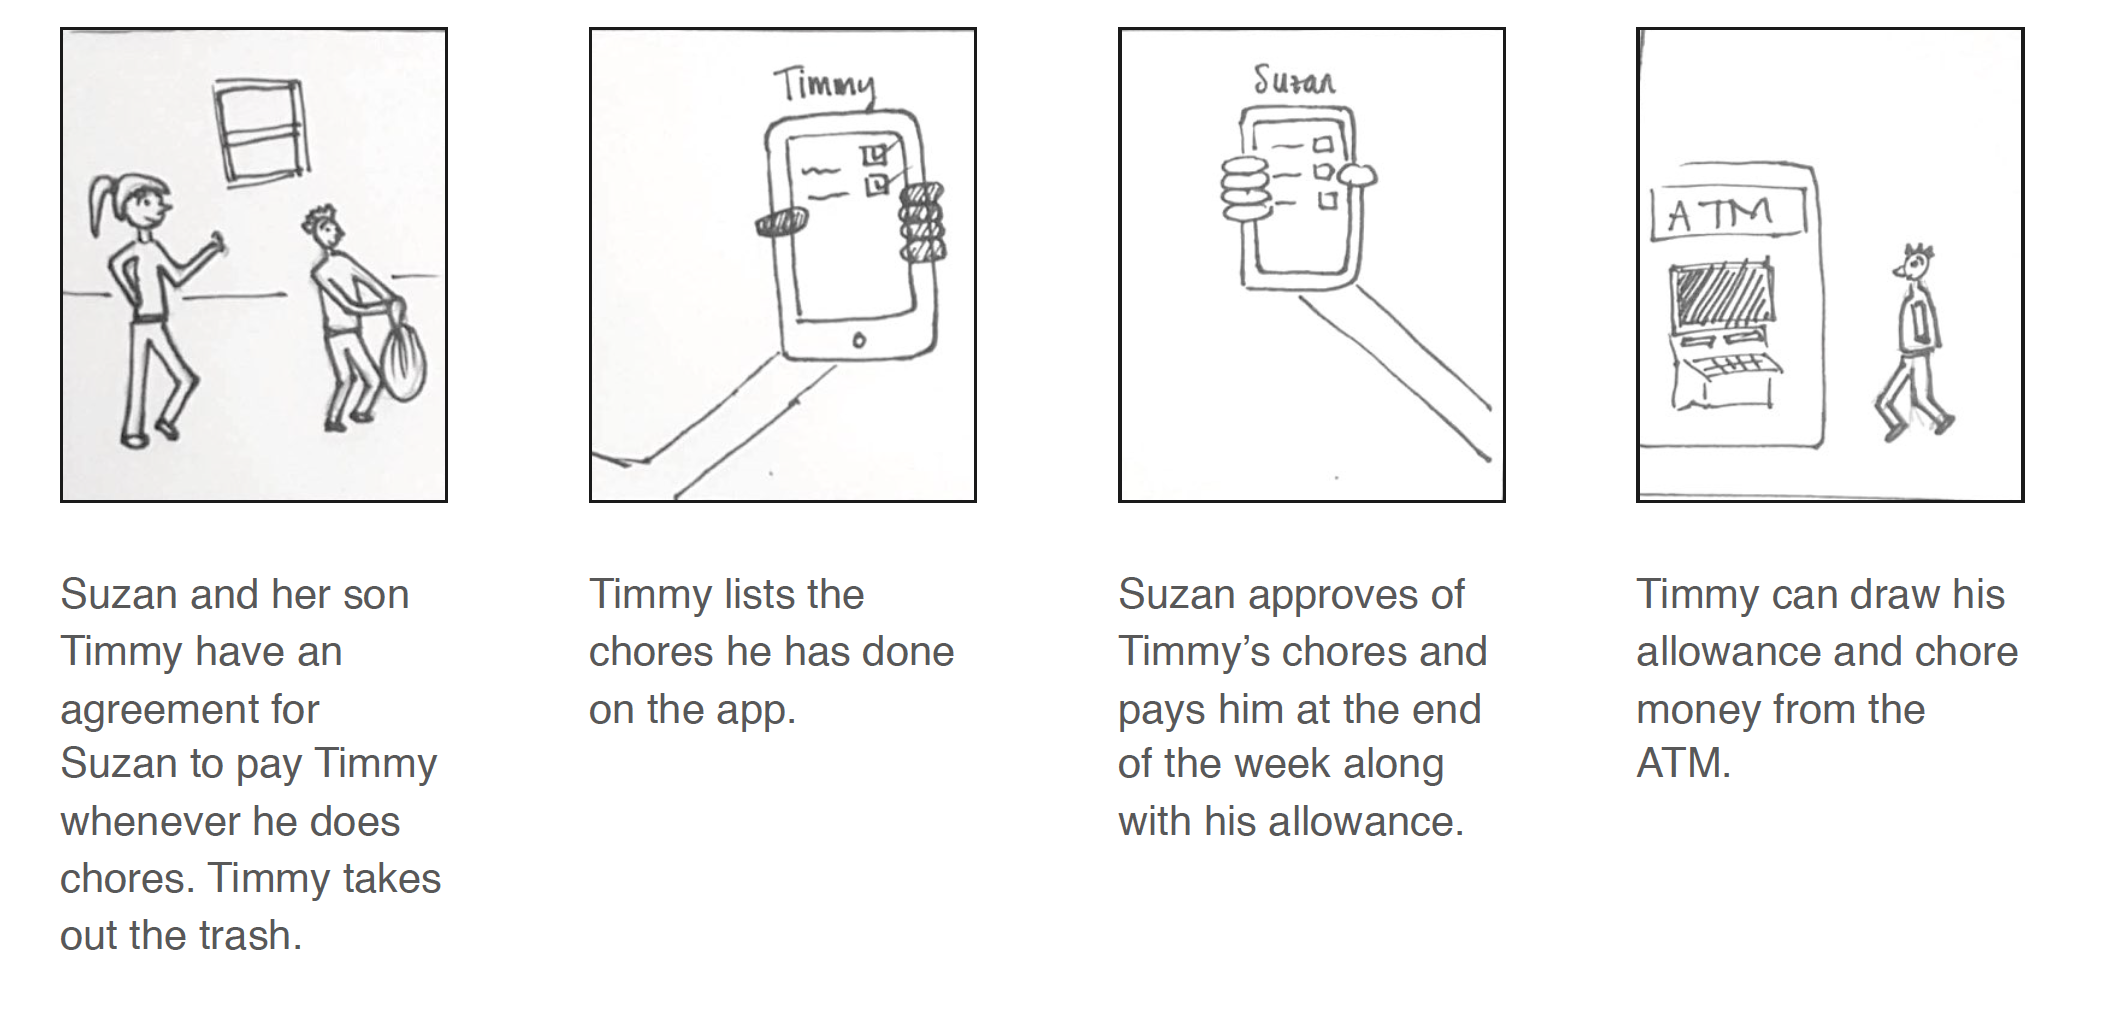 Timmy
Suzan
ATM
Suzan and her son
Timmy have an
agreement for
Suzan to pay Timmy
whenever he does
chores. Timmy takes
out the trash.
Timmy lists the
chores he has done
on the app.
Suzan approves of
Timmy’s chores and
pays him at the end
of the week along
with his allowance.
Timmy can draw his
allowance and chore
money from the
ATM.